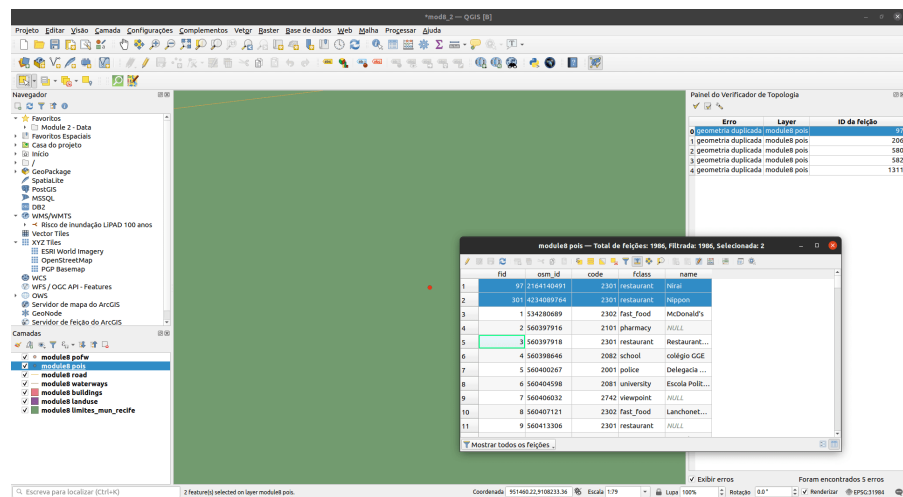 *mod8_2 — QGIS [B]
Projeto Editar Visão Camada Configurações Complementos Vetor Raster Base de dados Web Malha Processar Ajuda
Navegador
Favoritos
Module 2 - Data
Favoritos Espaciais
Casa do projeto
Início
/
GeoPackage
SpatiaLite
PostGIS
MSSQL
DB2
WMS/WMTS
Risco de inundação LiPAD 100 anos
Vector Tiles
XYZ Tiles
ESRI World Imagery
OpenStreetMap
PGP Basemap
WCS
WFS / OGC API - Features
OWS
Servidor de mapa do ArcGIS
GeoNode
Servidor de feição do ArcGIS
Camadas
module8 pofw
module8 pois
module8 road
module8 waterways
module8 buildings
module8 landuse
module8 limites_mun_recife
Painel do Verificador de Topologia
Erro Layer ID da feição
0 geometria duplicada module8 pois 97
1 geometria duplicada module8 pois 206
2 geometria duplicada module8 pois 580
3 geometria duplicada module8 pois 582
4 geometria duplicada module8 pois 1311
module8 pois — Total de feições: 1986, Filtrada: 1986, Selecionada: 2
fid osm_id code fclass name
1 97 2164140491 2301 restaurant Nirai
2 301 4234089764 2301 restaurant Nippon
3 1 534280689 2302 fast_food McDonald's
4 2 560397916 2101 pharmacy NULL
5 3 560397918 2301 restaurant Restaurant...
6 4 560398646 2082 school colégio GGE
7 5 560400267 2001 police Delegacia ...
8 6 560404598 2081 university Escola Polit...
9 7 560406032 2742 viewpoint NULL
10 8 560407121 2302 fast_food Lanchonet...
11 9 560413306 2301 restaurant NULL
Mostrar todos os feições
Exibir erros Foram encontrados 5 erros
Escreva para localizar (Ctrl+K) 2 feature(s) selected on layer module8 pois. Coordenada 951460.22,9108233.36 Escala 1:79 Lupa 100% Rotação 0.0 ° Renderizar EPSG:31984